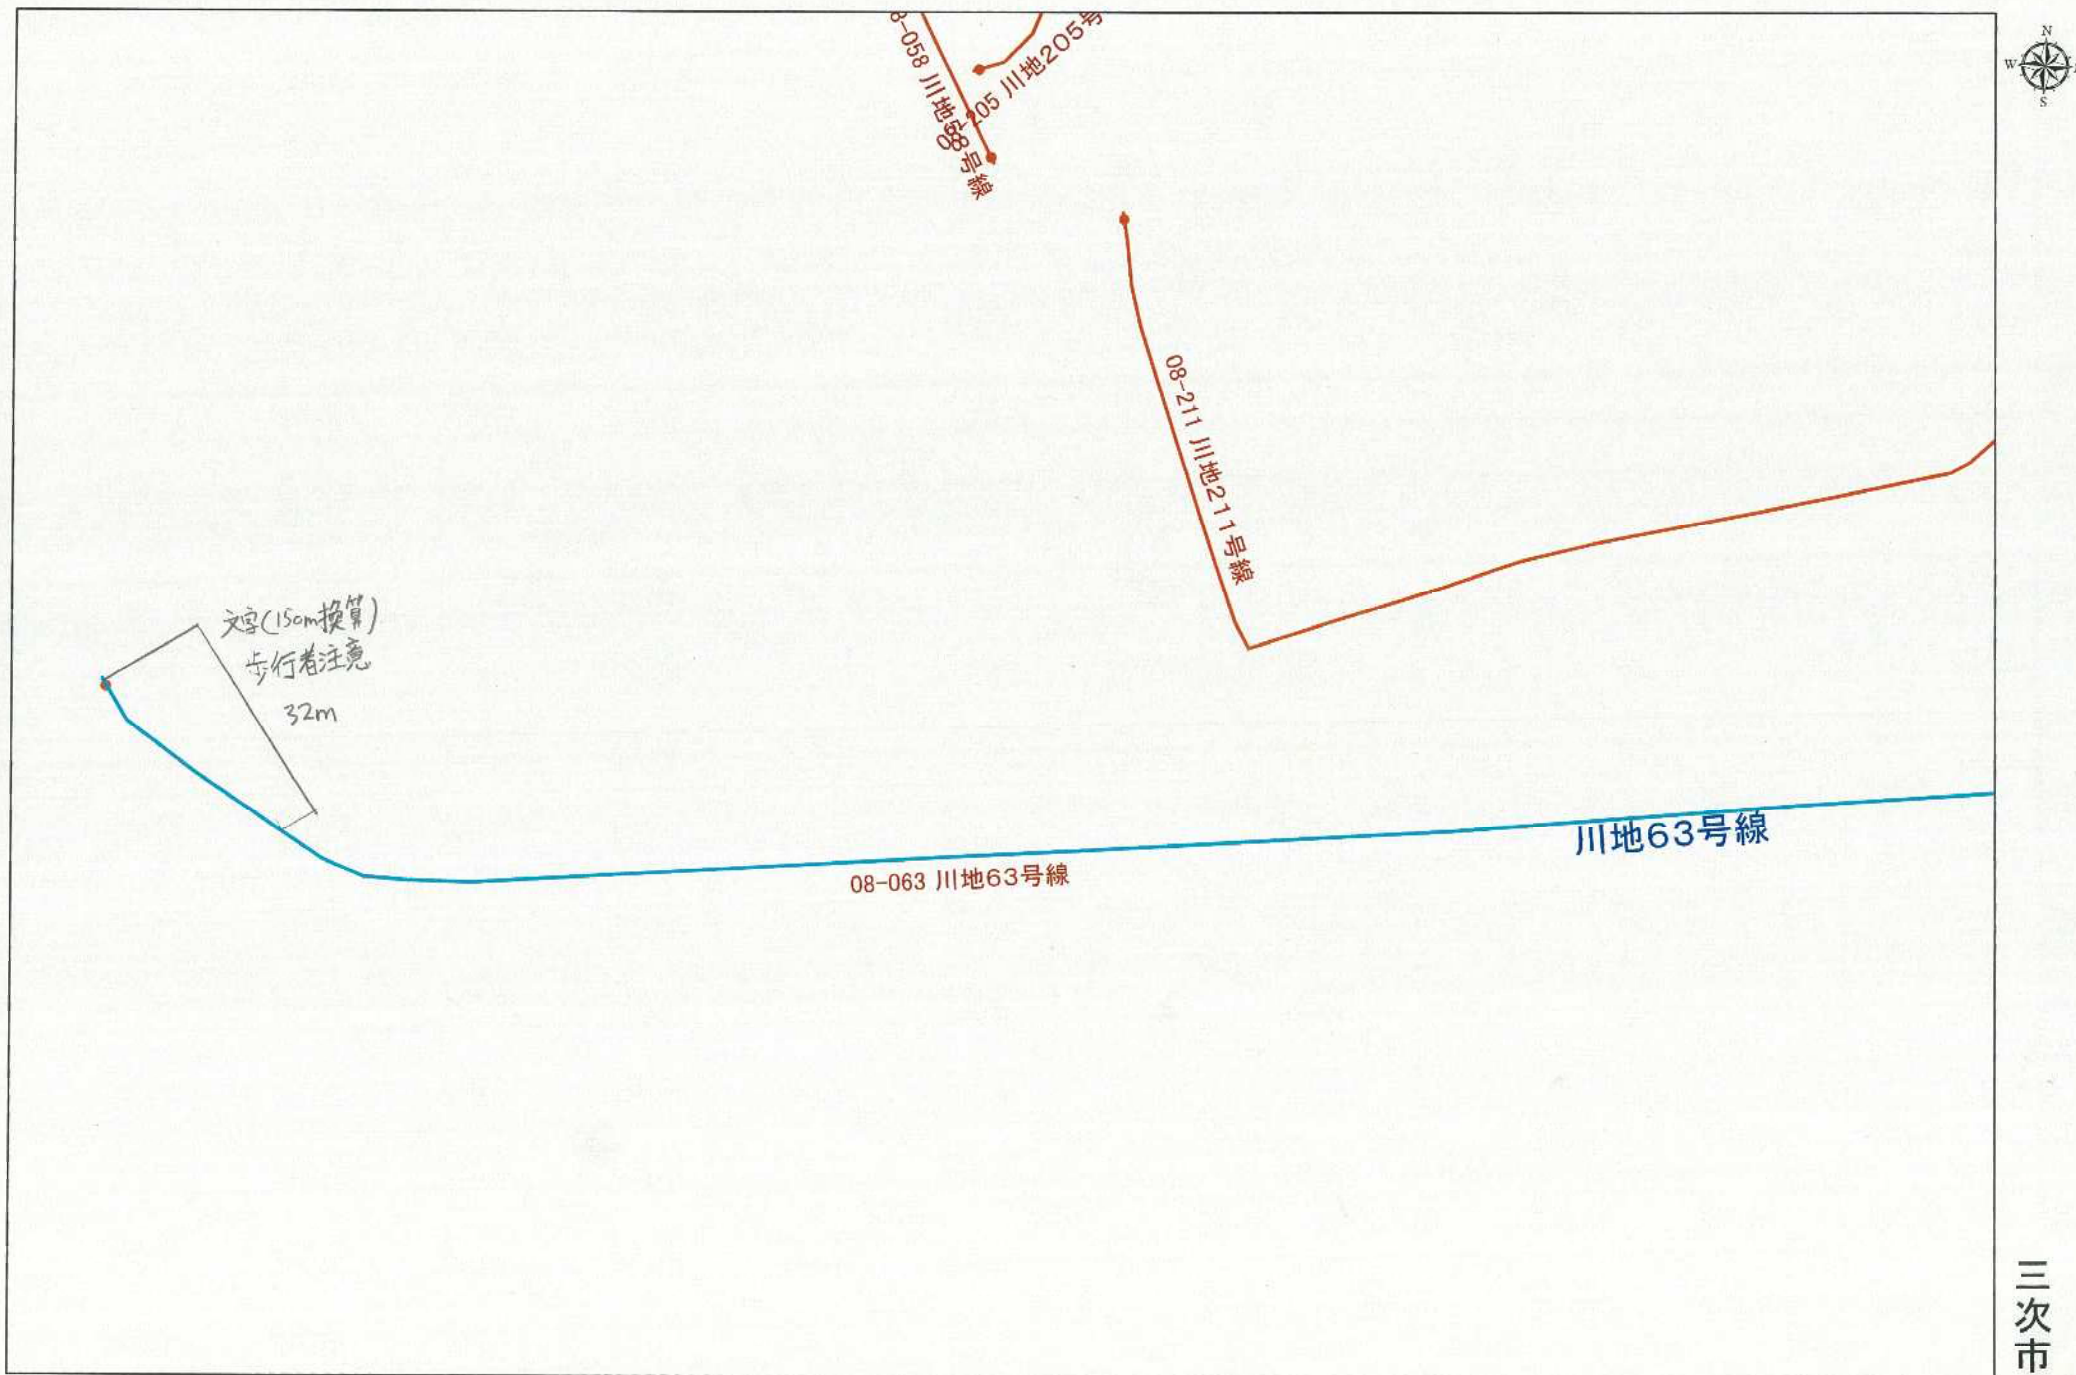 8-058 川地58号線
08-205 川地205号
N
W
S
08-211 川地211号線
文字(15cm換算)
歩行者注意
32m
川地63号線
08-063 川地63号線
三次市